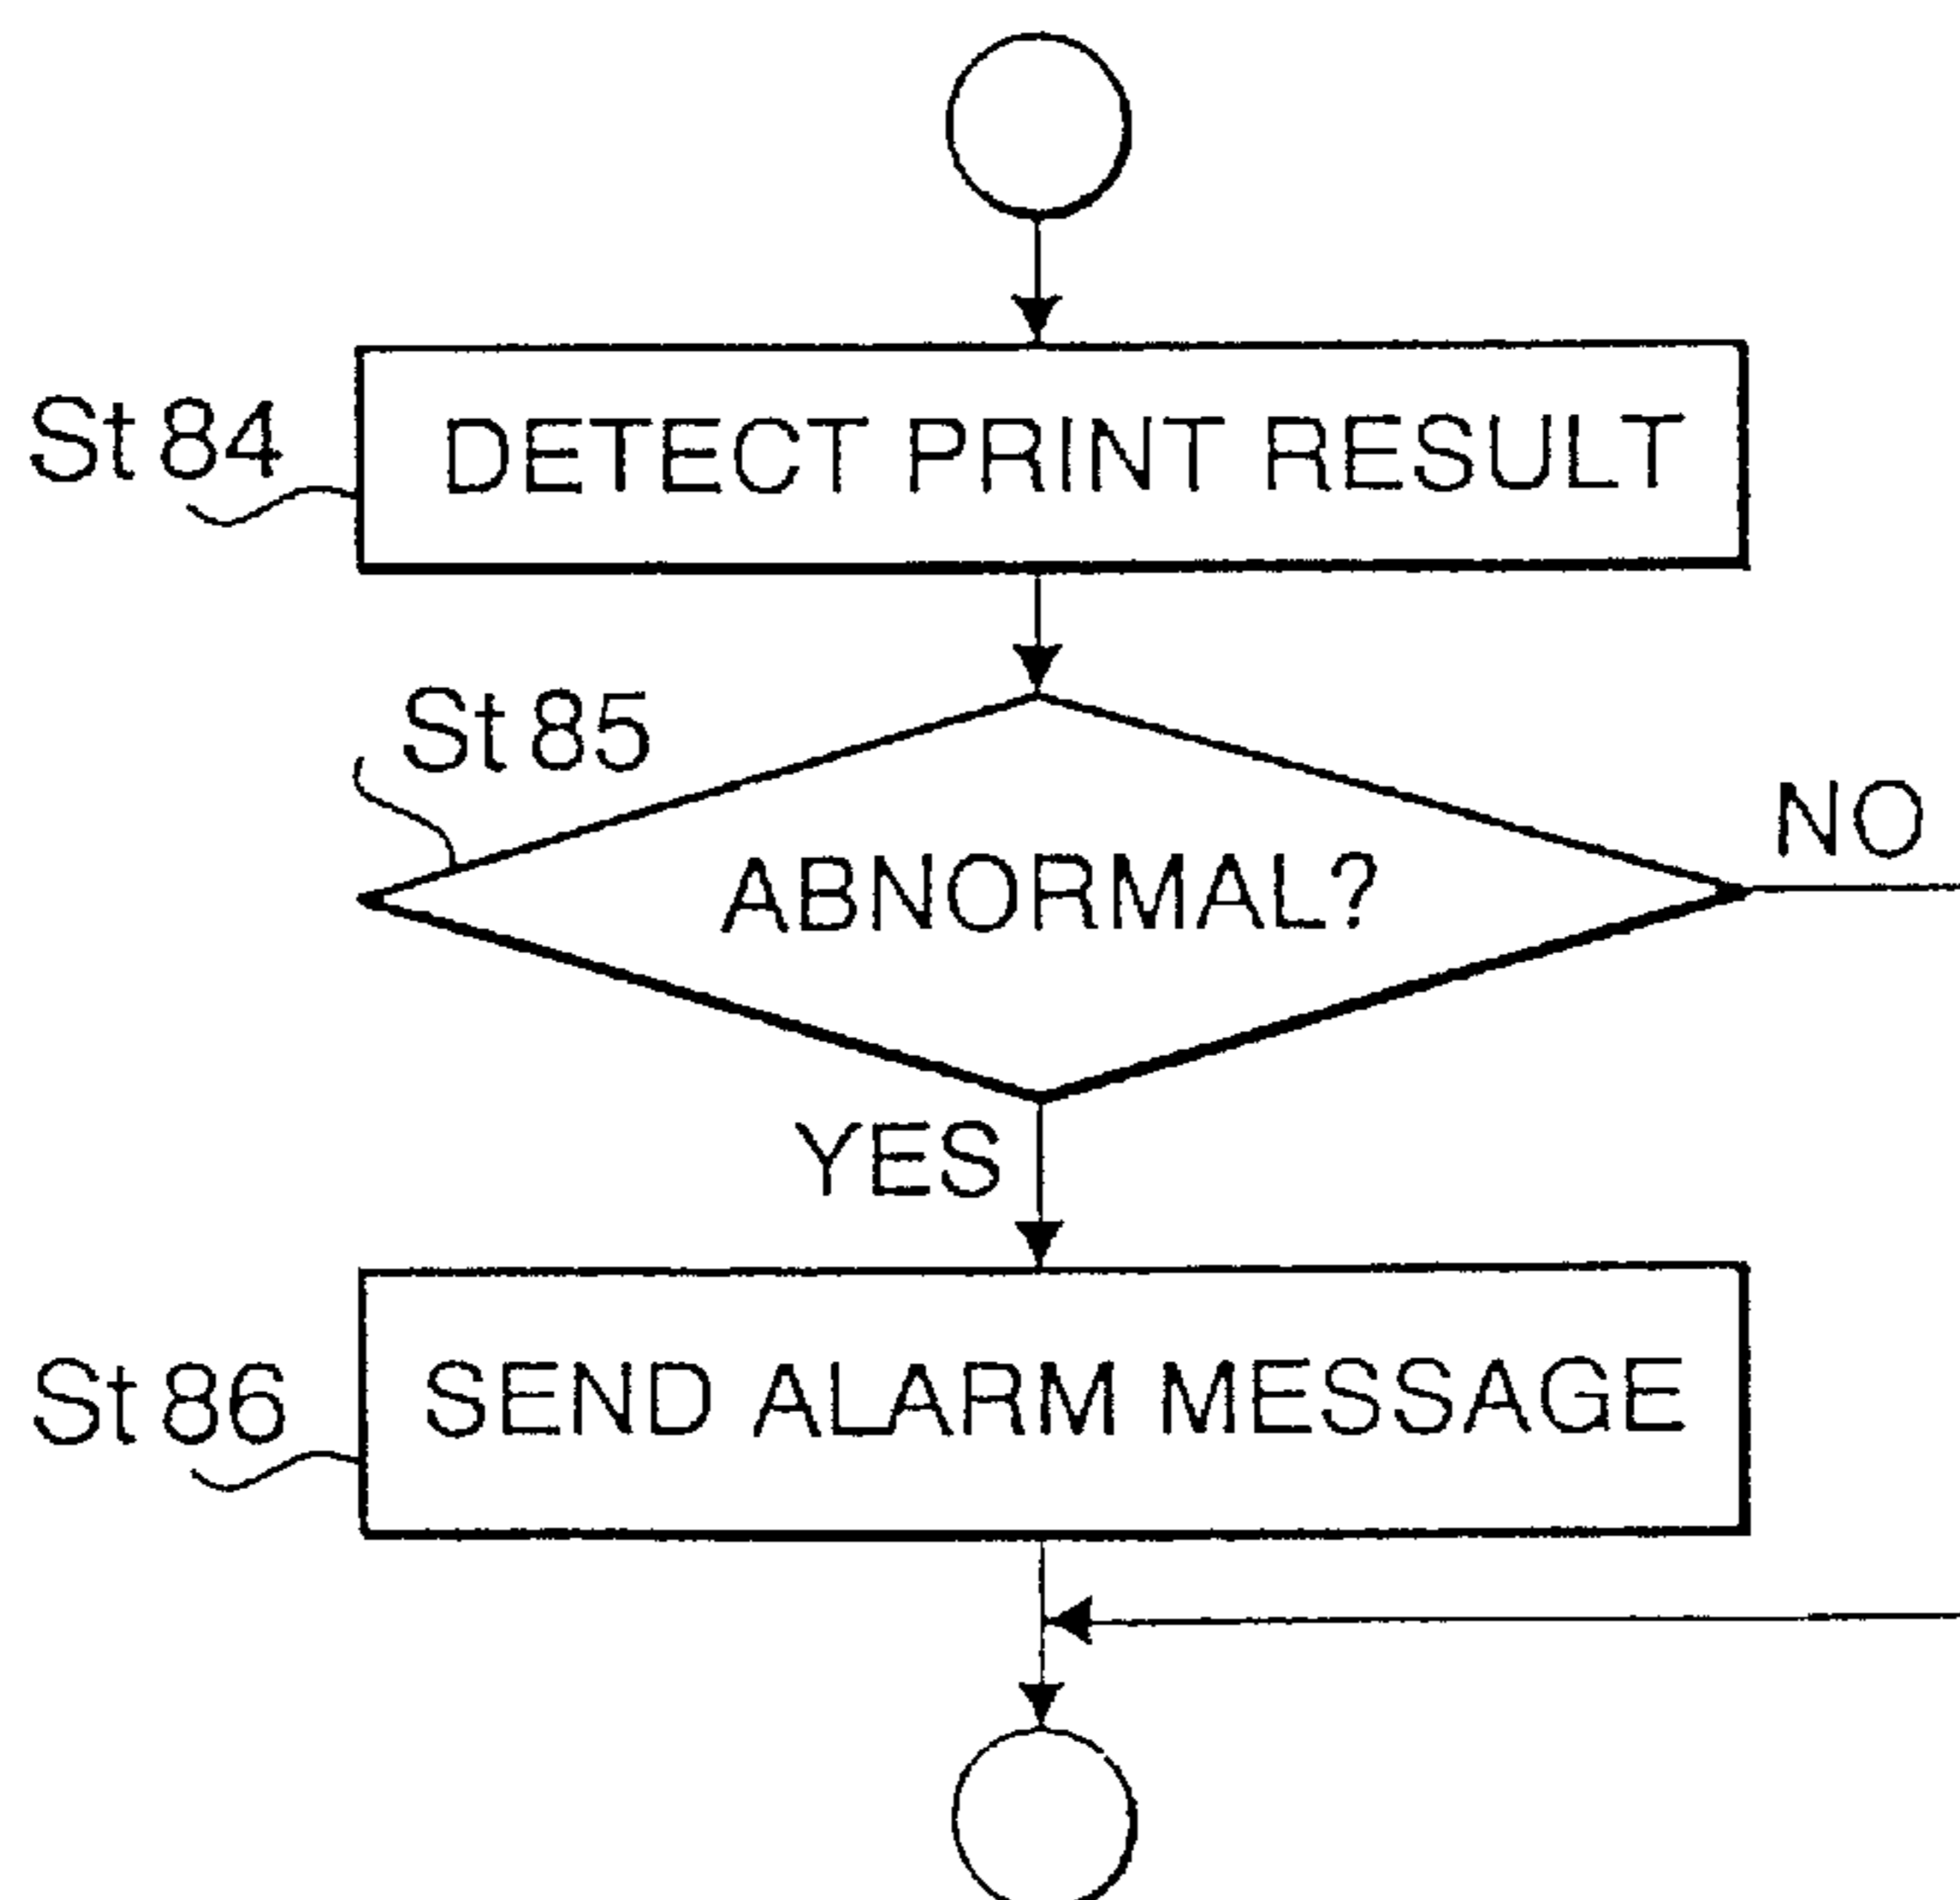 St 84
DETECT PRINT RESULT
St 85
ABNORMAL?
NO
YES
St 86
SEND ALARM MESSAGE